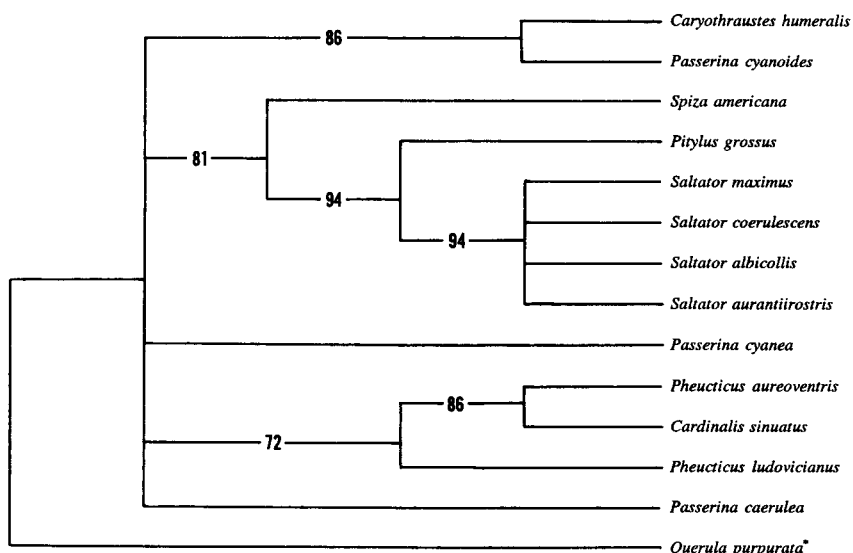 86
Caryothraustes humeralis
Passerina cyanoides
Spiza americana
81
Pitylus grossus
94
Saltator maximus
Saltator coerulescens
94
Saltator albicollis
Saltator aurantiirostris
Passerina cyanea
Pheucticus aureoventris
86
Cardinalis sinuatus
72
Pheucticus ludovicianus
Passerina caerulea
Querula purpurata*